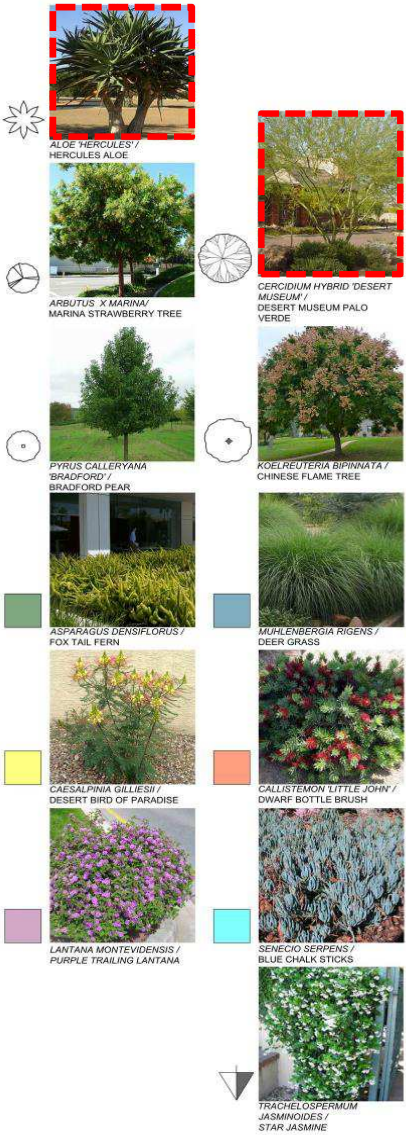 ALOE 'HERCULES' /
HERCULES ALOE
ARBUTUS X MARINA/
MARINA STRAWBERRY TREE
CERCIDIUM HYBRID 'DESERT
MUSEUM' /
DESERT MUSEUM PALO
VERDE
PYRUS CALLERYANA
'BRADFORD' /
BRADFORD PEAR
KOELREUTERIA BIPINNATA /
CHINESE FLAME TREE
ASPARAGUS DENSIFLORUS /
FOX TAIL FERN
MUHLENBERGIA RIGENS /
DEER GRASS
CAESALPINIA GILLIESII /
DESERT BIRD OF PARADISE
CALLISTEMON 'LITTLE JOHN' /
DWARF BOTTLE BRUSH
LANTANA MONTEVIDENSIS /
PURPLE TRAILING LANTANA
SENECIO SERPENS /
BLUE CHALK STICKS
TRACHELOSPERMUM
JASMINOIDES /
STAR JASMINE